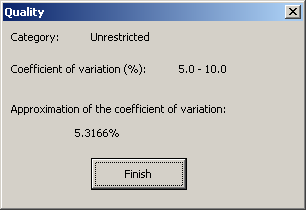 Quality
Category: Unrestricted
Coefficient of variation (%): 5.0 - 10.0
Approximation of the coefficient of variation:
5.3166%
Finish